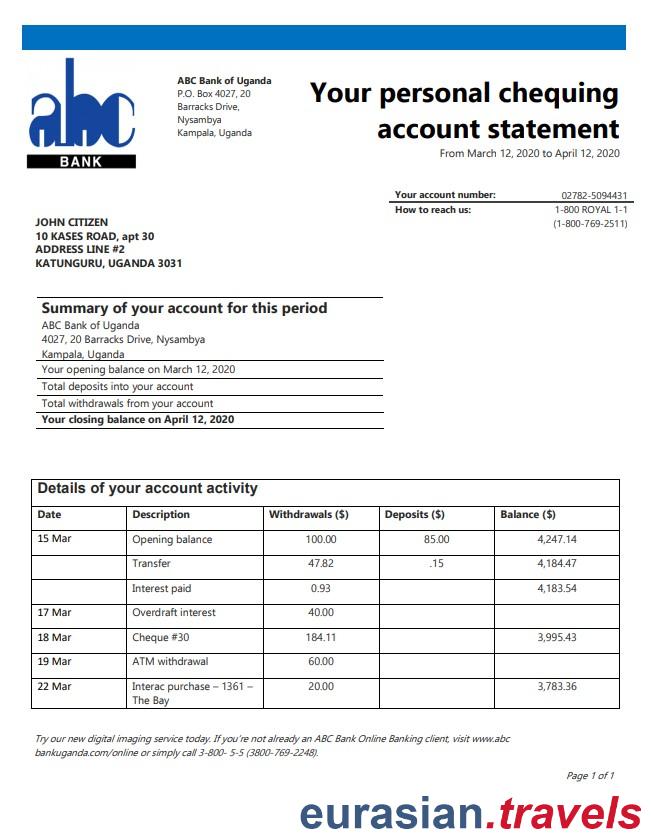 abc
BANK
ABC Bank of Uganda
P.O. Box 4027, 20
Barracks Drive,
Nysambya
Kampala, Uganda
Your personal chequing
account statement
From March 12, 2020 to April 12, 2020
Your account number: 02782-5094431
How to reach us: 1-800 ROYAL 1-1
(1-800-769-2511)
JOHN CITIZEN
10 KASES ROAD, apt 30
ADDRESS LINE #2
KATUNGURU, UGANDA 3031
Summary of your account for this period
ABC Bank of Uganda
4027, 20 Barracks Drive, Nysambya
Kampala, Uganda
Your opening balance on March 12, 2020
Total deposits into your account
Total withdrawals from your account
Your closing balance on April 12, 2020
Details of your account activity
Date Description Withdrawals ($) Deposits ($) Balance ($)
15 Mar Opening balance 100.00 85.00 4,247.14
Transfer 47.82 .15 4,184.47
Interest paid 0.93 4,183.54
17 Mar Overdraft interest 40.00
18 Mar Cheque #30 184.11 3,995.43
19 Mar ATM withdrawal 60.00
22 Mar Interac purchase – 1361 – 20.00 3,783.36
The Bay
Try our new digital imaging service today. If you're not already an ABC Bank Online Banking client, visit www.abc
bankuganda.com/online or simply call 3-800- 5-5 (3800-769-2248).
Page 1 of 1
eurasian.travels